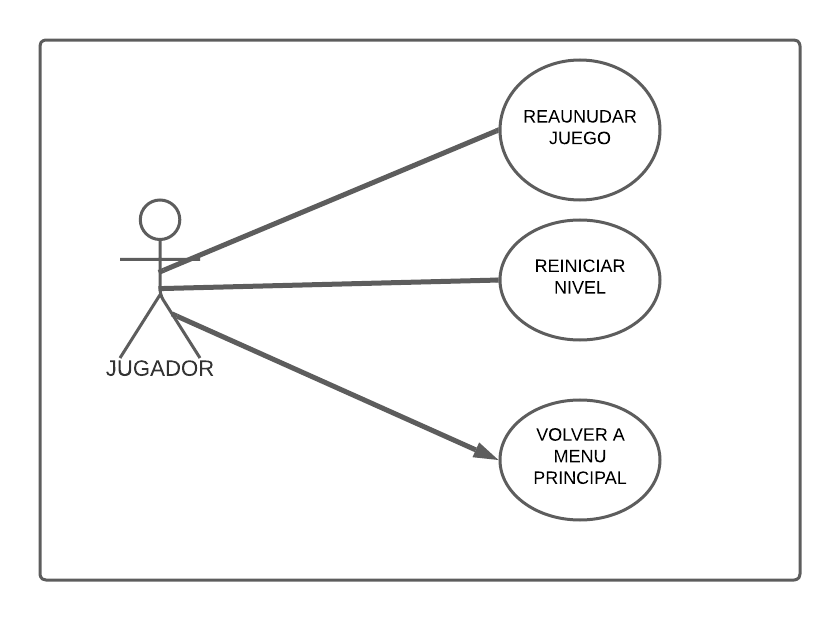 REAUNUDAR
JUEGO
REINICIAR
NIVEL
JUGADOR
VOLVER A
MENU
PRINCIPAL